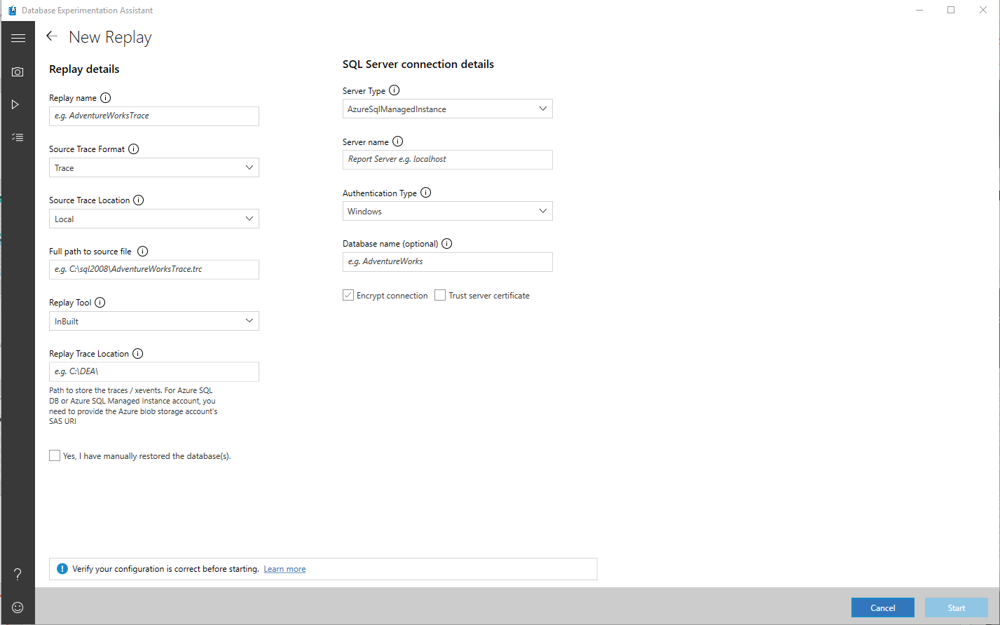 Database Experimentation Assistant
New Replay
Replay details
Replay name
e.g. AdventureWorksTrace
Source Trace Format
Trace
Source Trace Location
Local
Full path to source file
e.g. C:\sql2008\AdventureWorksTrace.trc
Replay Tool
InBuilt
Replay Trace Location
e.g. C:\DEA\
Path to store the traces / xevents. For Azure SQL
DB or Azure SQL Managed Instance account, you
need to provide the Azure blob storage account's
SAS URI
Yes, I have manually restored the database(s).
SQL Server connection details
Server Type
AzureSqlManagedInstance
Server name
Report Server e.g. localhost
Authentication Type
Windows
Database name (optional)
e.g. AdventureWorks
Encrypt connection Trust server certificate
Verify your configuration is correct before starting. Learn more
Cancel Start